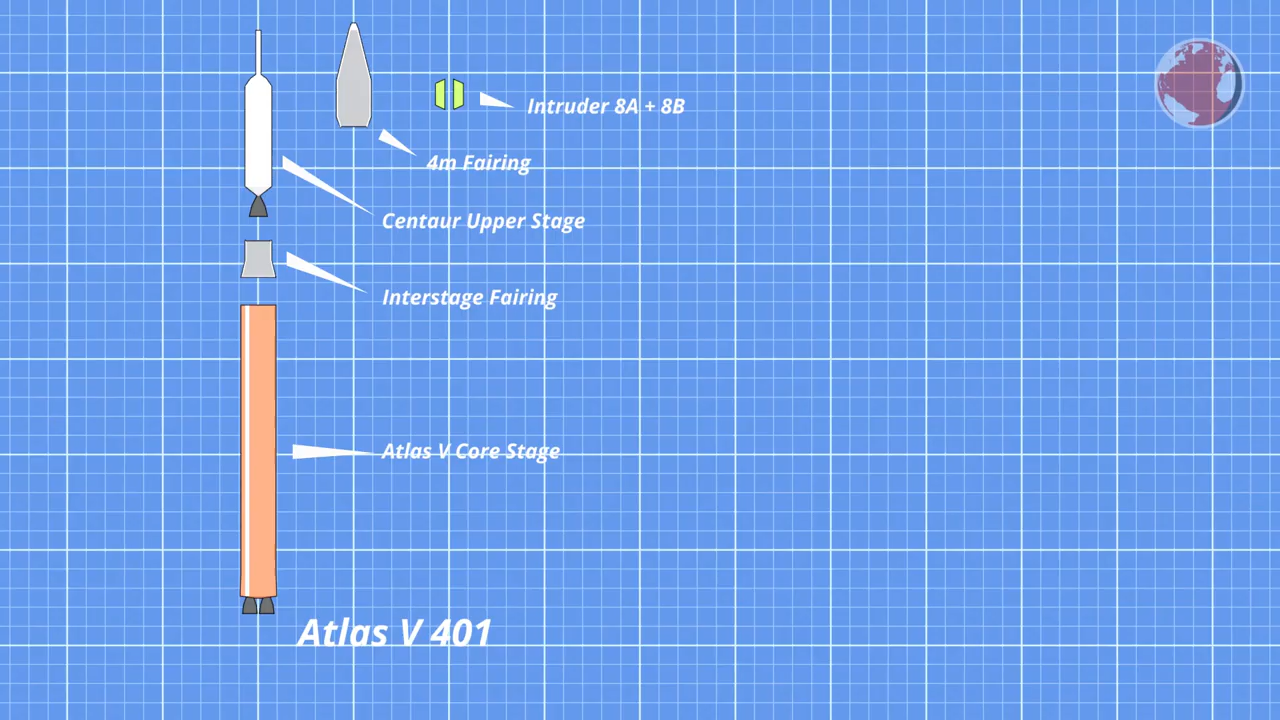 Intruder 8A + 8B
4m Fairing
Centaur Upper Stage
Interstage Fairing
Atlas V Core Stage
Atlas V 401